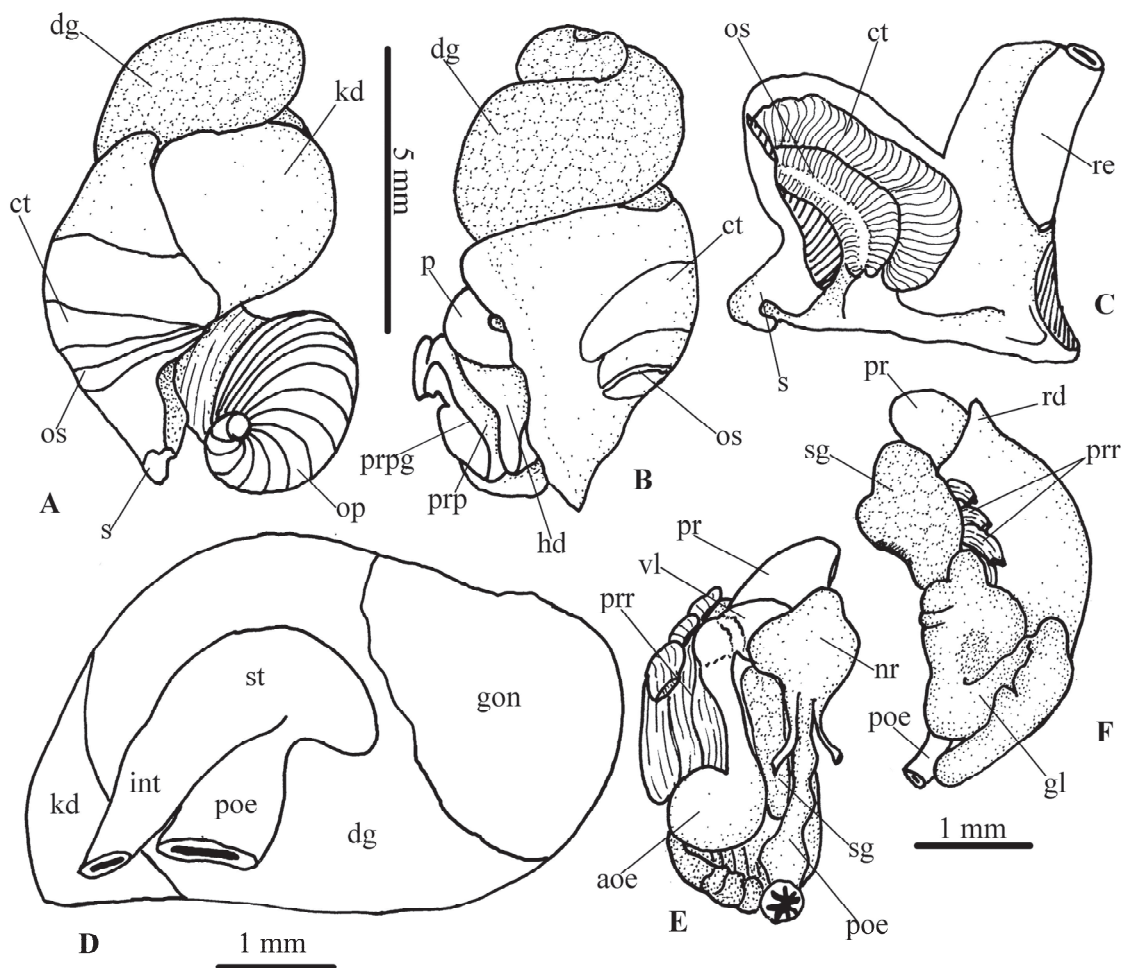 dg
kd
5 mm
ct
os
A
s
op
dg
ct
p
os
prpg
prp
B
hd
os
ct
re
C
s
pr
rd
sg
prr
poe
F
gl
1 mm
pr
vl
prr
nr
sg
aoe
E
poe
st
gon
int
kd
poe
dg
D
1 mm